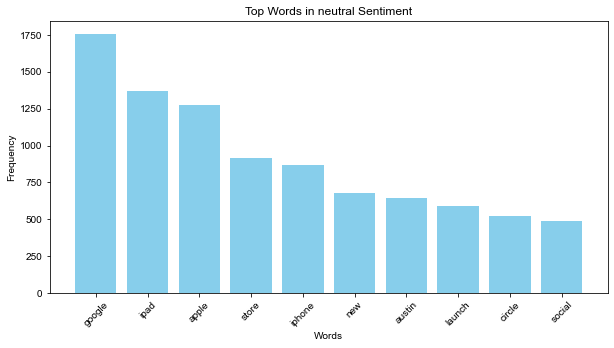 Top Words in neutral Sentiment
Frequency
1750
1500
1250
1000
750
500
250
0
google
ipad
apple
store
iphone
new
austin
launch
circle
social
Words